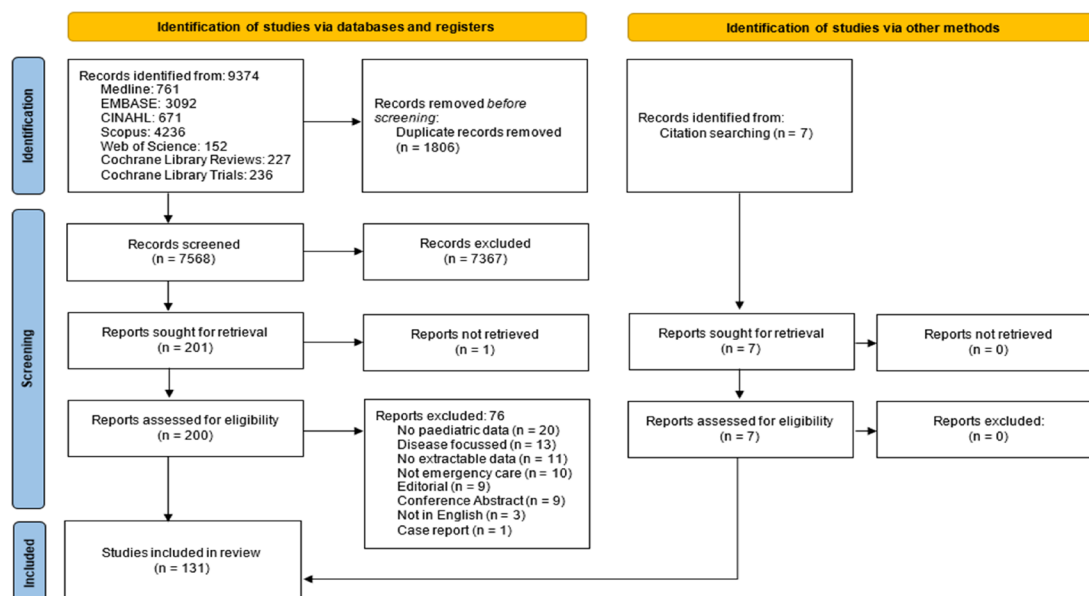 Identification of studies via databases and registers
Identification of studies via other methods
Identification
Records identified from: 9374
Medline: 761
EMBASE: 3092
CINAHL: 671
Scopus: 4236
Web of Science: 152
Cochrane Library Reviews: 227
Cochrane Library Trials: 236
Records removed before
screening:
Duplicate records removed
(n = 1806)
Records identified from:
Citation searching (n = 7)
Screening
Records screened
(n = 7568)
Records excluded
(n = 7367)
Reports sought for retrieval
(n = 201)
Reports not retrieved
(n = 1)
Reports sought for retrieval
(n = 7)
Reports not retrieved
(n = 0)
Reports assessed for eligibility
(n = 200)
Reports excluded: 76
No paediatric data (n = 20)
Disease focussed (n = 13)
No extractable data (n = 11)
Not emergency care (n = 10)
Editorial (n = 9)
Conference Abstract (n = 9)
Not in English (n = 3)
Case report (n = 1)
Reports assessed for eligibility
(n = 7)
Reports excluded:
(n = 0)
Included
Studies included in review
(n = 131)